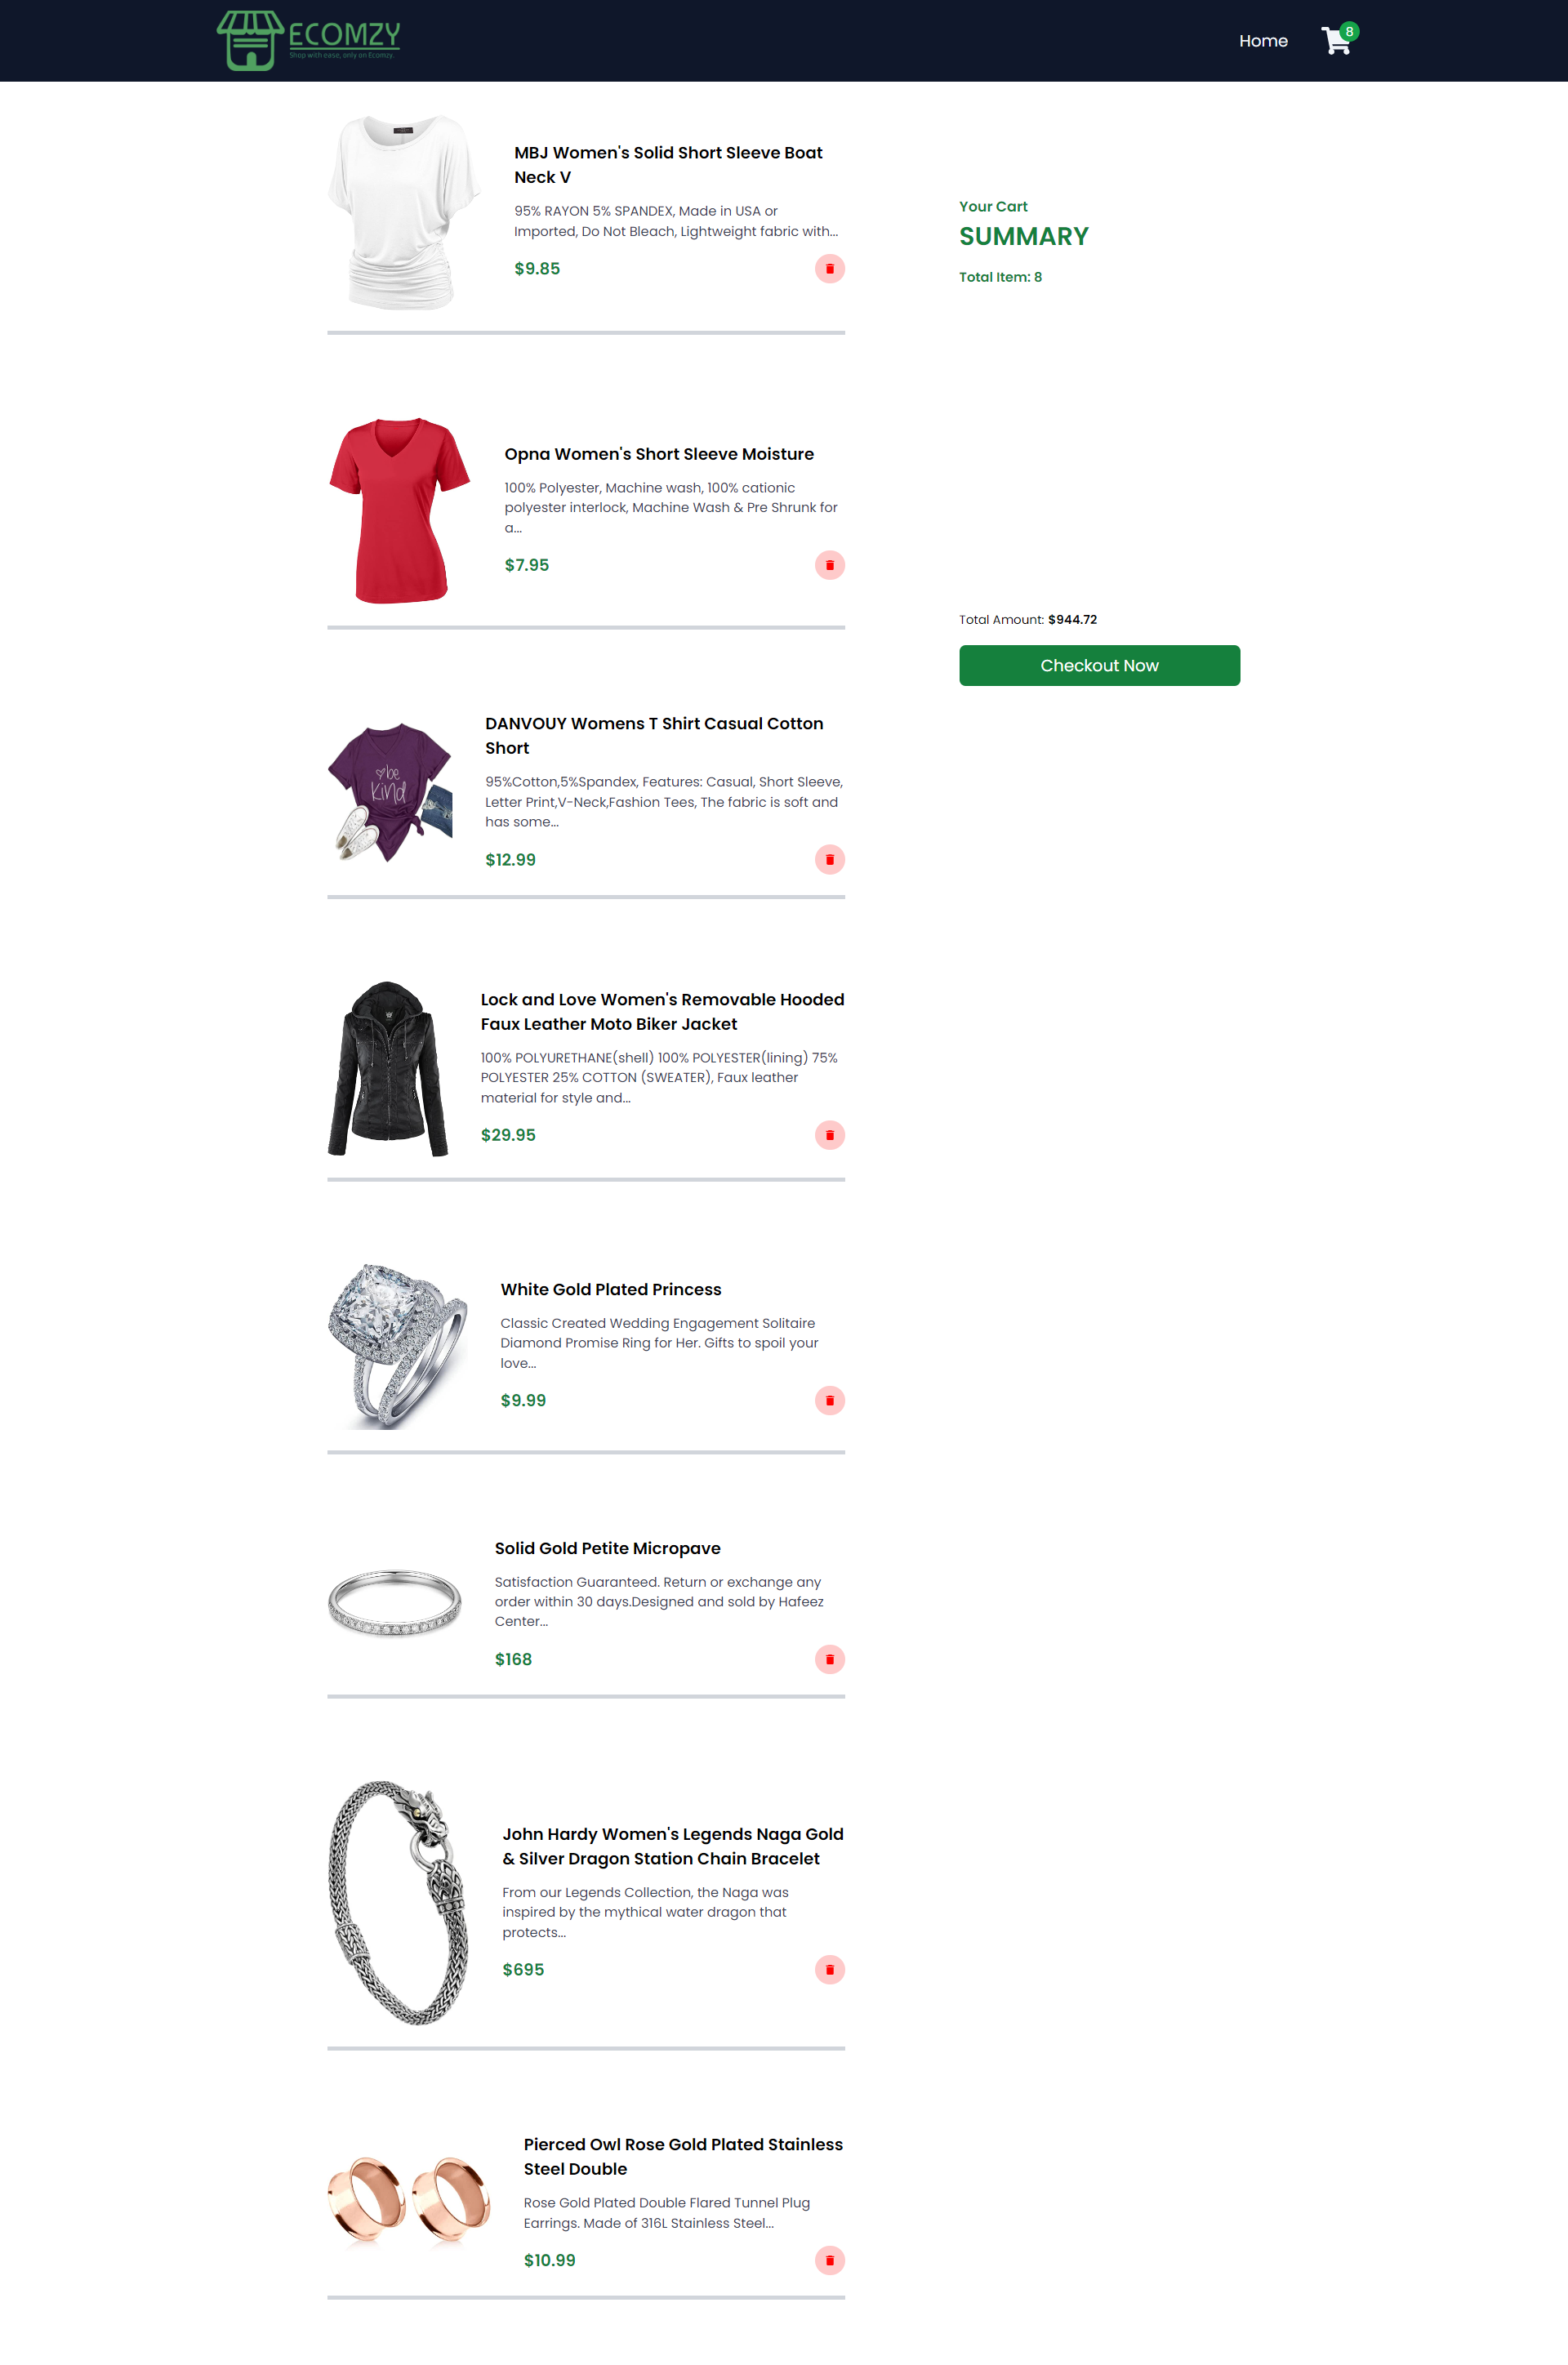 ECOMZY
Shop with ease, only on Ecomzy.
Home
8
MBJ Women's Solid Short Sleeve Boat
Neck V
95% RAYON 5% SPANDEX, Made in USA or
Imported, Do Not Bleach, Lightweight fabric with...
$9.85
Your Cart
SUMMARY
Total Item: 8
Opna Women's Short Sleeve Moisture
100% Polyester, Machine wash, 100% cationic
polyester interlock, Machine Wash & Pre Shrunk for
a...
$7.95
Total Amount: $944.72
Checkout Now
be
kind
DANVOUY Womens T Shirt Casual Cotton
Short
95%Cotton,5%Spandex, Features: Casual, Short Sleeve,
Letter Print,V-Neck,Fashion Tees, The fabric is soft and
has some...
$12.99
Lock and Love Women's Removable Hooded
Faux Leather Moto Biker Jacket
100% POLYURETHANE(shell) 100% POLYESTER(lining) 75%
POLYESTER 25% COTTON (SWEATER), Faux leather
material for style and...
$29.95
White Gold Plated Princess
Classic Created Wedding Engagement Solitaire
Diamond Promise Ring for Her. Gifts to spoil your
love...
$9.99
Solid Gold Petite Micropave
Satisfaction Guaranteed. Return or exchange any
order within 30 days.Designed and sold by Hafeez
Center...
$168
John Hardy Women's Legends Naga Gold
& Silver Dragon Station Chain Bracelet
From our Legends Collection, the Naga was
inspired by the mythical water dragon that
protects...
$695
Pierced Owl Rose Gold Plated Stainless
Steel Double
Rose Gold Plated Double Flared Tunnel Plug
Earrings. Made of 316L Stainless Steel...
$10.99